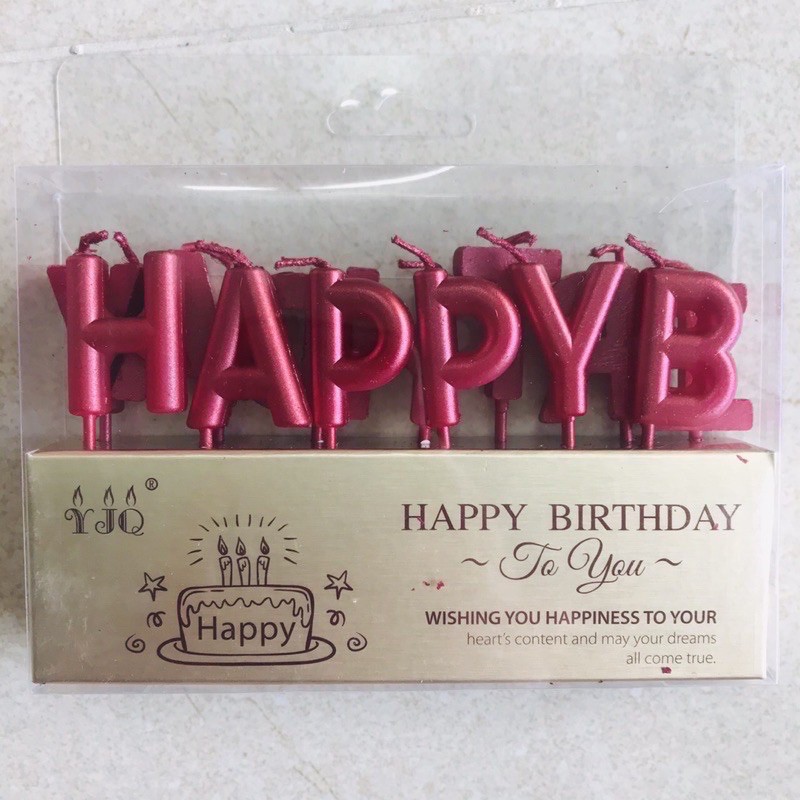 HAPPYB
YJQ®
Happy
HAPPY BIRTHDAY
~ To You ~
WISHING YOU HAPPINESS TO YOUR
heart's content and may your dreams
all come true.